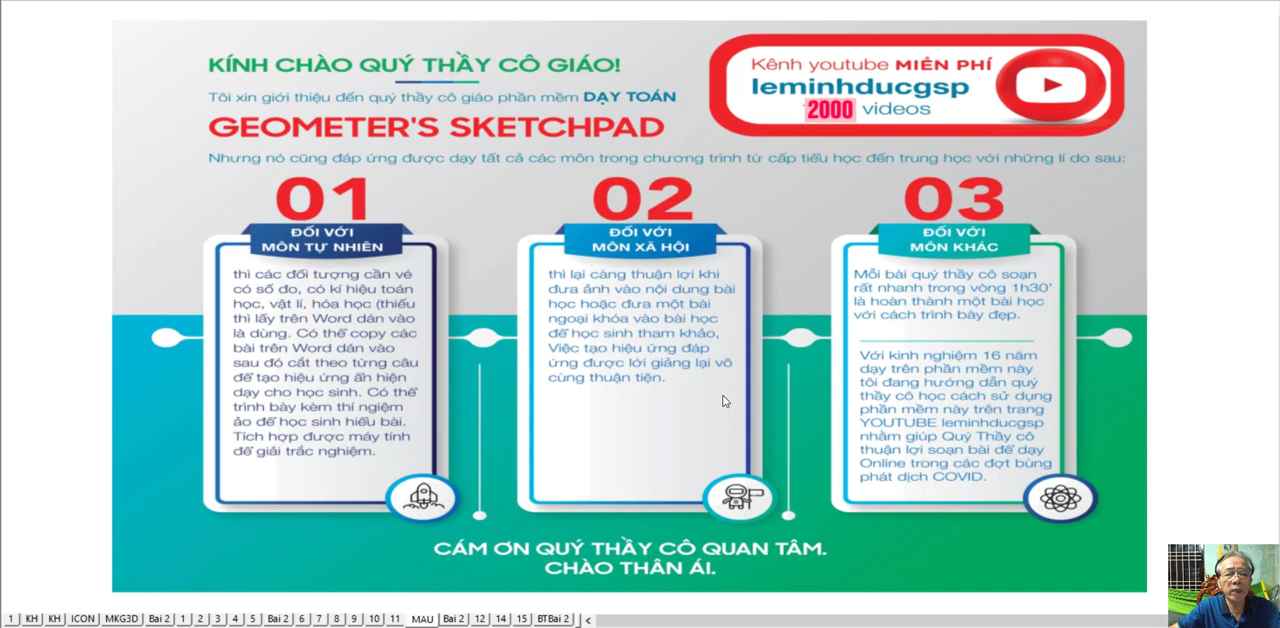 KÍNH CHÀO QUÝ THẦY CÔ GIÁO!
Tôi xin giới thiệu đến quý thầy cô giáo phần mềm DẠY TOÁN
GEOMETER'S SKETCHPAD
Kênh youtube MIỄN PHÍ
leminhducgsp
2000 videos
Nhưng nó cũng đáp ứng được dạy tất cả các môn trong chương trình từ cấp tiểu học đến trung học với những lí do sau:
01
ĐỐI VỚI
MÔN TỰ NHIÊN
thì các đối tượng cần vẽ
có số đo, có kí hiệu toán
học, vật lí, hóa học (thiếu
thì lấy trên Word dán vào
là dùng. Có thể copy các
bài trên Word dán vào
sau đó cắt theo từng câu
để tạo hiệu ứng ẩn hiện
dạy cho học sinh. Có thể
trình bày kèm thí ngiệm
ảo để học sinh hiểu bài.
Tích hợp được máy tính
để giải trắc nghiệm.
02
ĐỐI VỚI
MÔN XÃ HỘI
thì lại càng thuận lợi khi
đưa ảnh vào nội dung bài
học hoặc đưa một bài
ngoại khóa vào bài học
để học sinh tham khảo,
Việc tạo hiệu ứng đáp
ứng được lời giảng lại vô
cùng thuận tiện.
03
ĐỐI VỚI
MÔN KHÁC
Mỗi bài quý thầy cô soạn
rất nhanh trong vòng 1h30'
là hoàn thành một bài học
với cách trình bày đẹp.
Với kinh nghiệm 16 năm
dạy trên phần mềm này
tôi đang hướng dẫn quý
thầy cô học cách sử dụng
phần mềm này trên trang
YOUTUBE leminhducgsp
nhằm giúp Quý Thầy cô
thuận lợi soạn bài để dạy
Online trong các đợt bùng
phát dịch COVID.
CÁM ƠN QUÝ THẦY CÔ QUAN TÂM.
CHÀO THÂN ÁI.
1 KH KH ICON MKG3D Bai 2 1 2 3 4 5 Bai 2 6 7 8 9 10 11 MAU Bai 2 12 14 15 BTBai 2